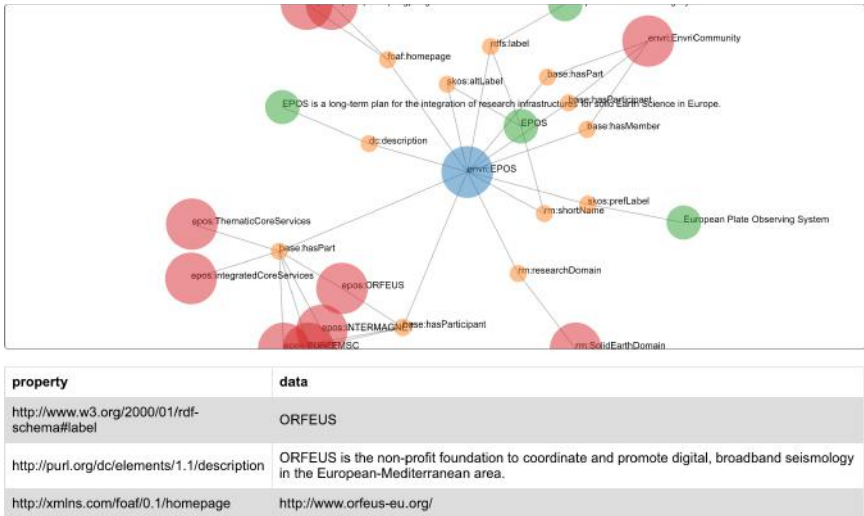 foaf:homepage
rdfs:label
envri:EnvriCommunity
skos:altLabel
base:hasPart
base:hasParticipant
EPOS is a long-term plan for the integration of research infrastructures for solid Earth Science in Europe.
EPOS
base:hasMember
dc:description
envri:EPOS
skos:prefLabel
rm:shortName
European Plate Observing System
epos:ThematicCoreServices
base:hasPart
epos:IntegratedCoreServices
rm:researchDomain
epos:ORFEUS
epos:INTERMAGNET
base:hasParticipant
rm:SolidEarthDomain
property data
http://www.w3.org/2000/01/rdf-
schema#label
ORFEUS
http://purl.org/dc/elements/1.1/description
ORFEUS is the non-profit foundation to coordinate and promote digital, broadband seismology
in the European-Mediterranean area.
http://xmlns.com/foaf/0.1/homepage http://www.orfeus-eu.org/